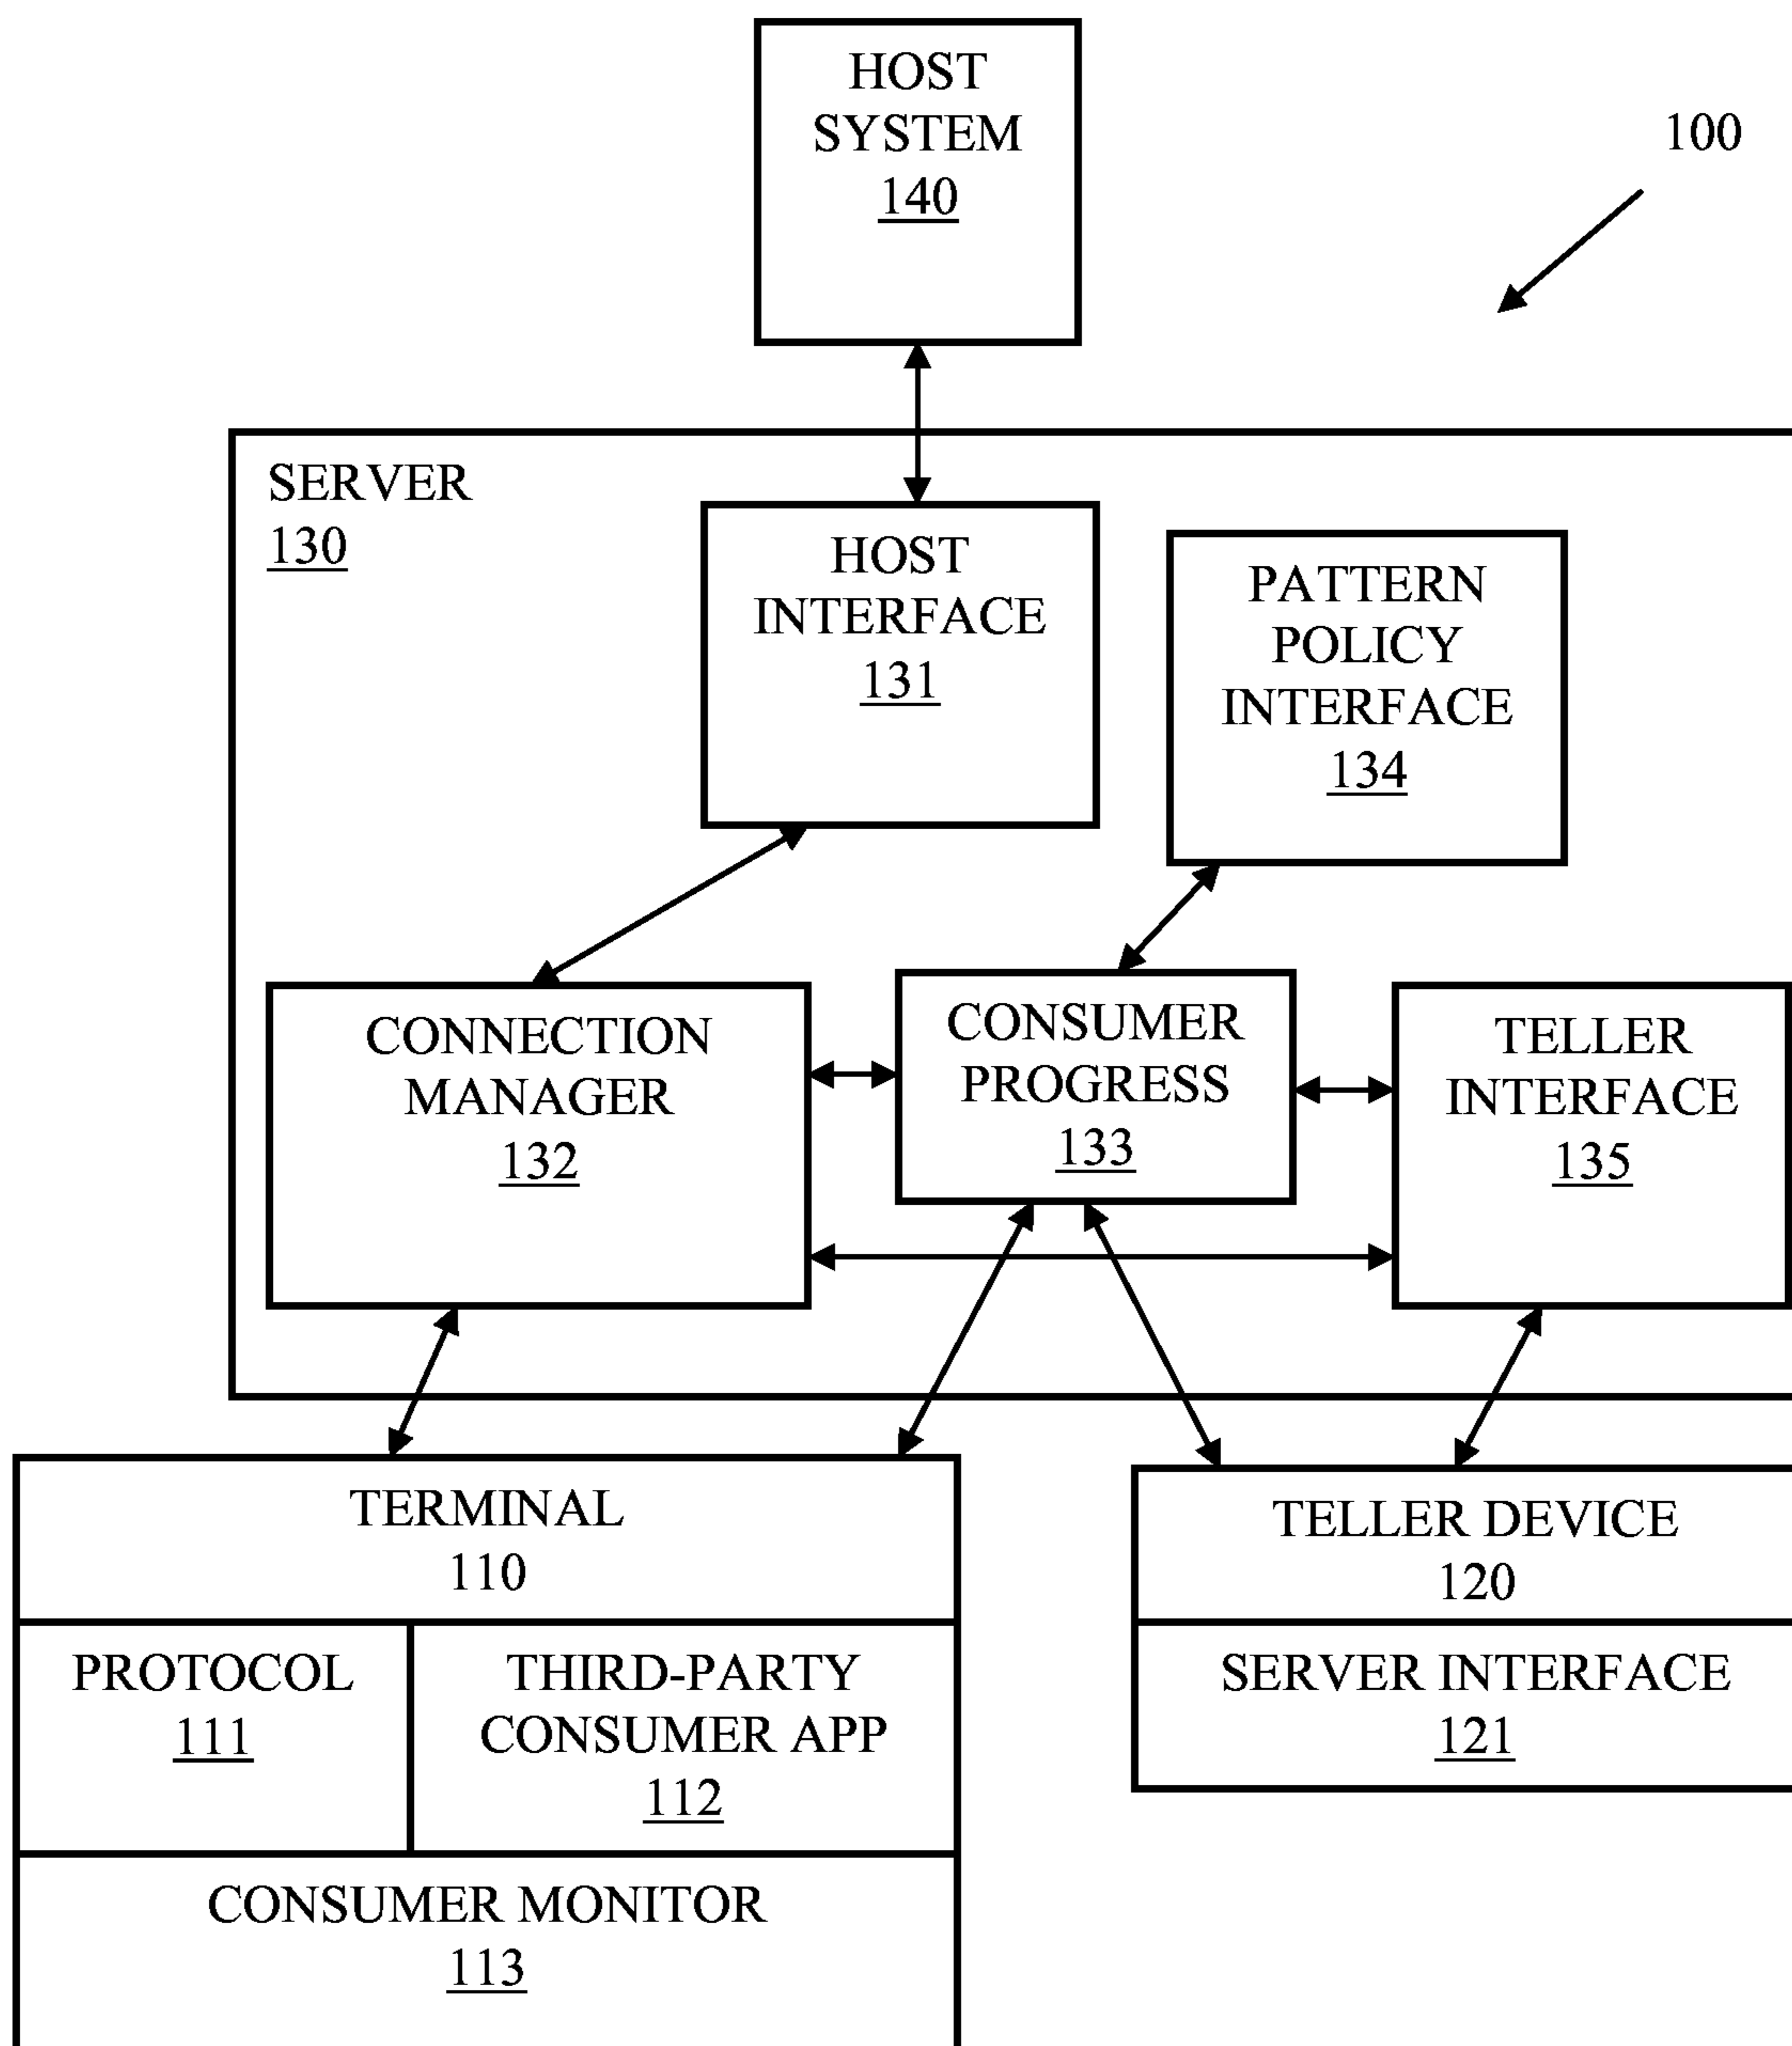 HOST
SYSTEM
140
100
SERVER
130
HOST
INTERFACE
131
PATTERN
POLICY
INTERFACE
134
CONNECTION
MANAGER
132
CONSUMER
PROGRESS
133
TELLER
INTERFACE
135
TERMINAL
110
PROTOCOL
111
THIRD-PARTY
CONSUMER APP
112
CONSUMER MONITOR
113
TELLER DEVICE
120
SERVER INTERFACE
121